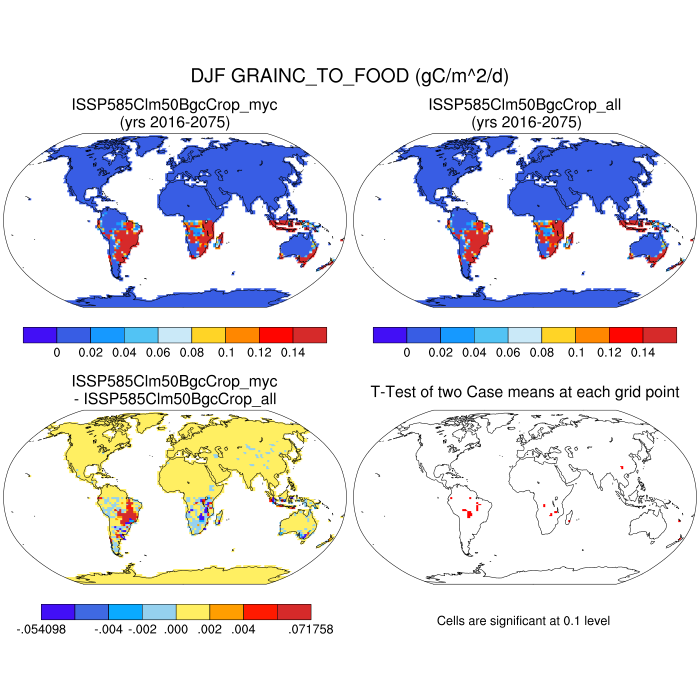 DJF GRAINC_TO_FOOD (gC/m^2/d)
ISSP585Clm50BgcCrop_myc
(yrs 2016-2075)
ISSP585Clm50BgcCrop_all
(yrs 2016-2075)
0 0.02 0.04 0.06 0.08 0.1 0.12 0.14
0 0.02 0.04 0.06 0.08 0.1 0.12 0.14
ISSP585Clm50BgcCrop_myc
- ISSP585Clm50BgcCrop_all
T-Test of two Case means at each grid point
-.054098 -.004 -.002 .000 .002 .004 .071758
Cells are significant at 0.1 level